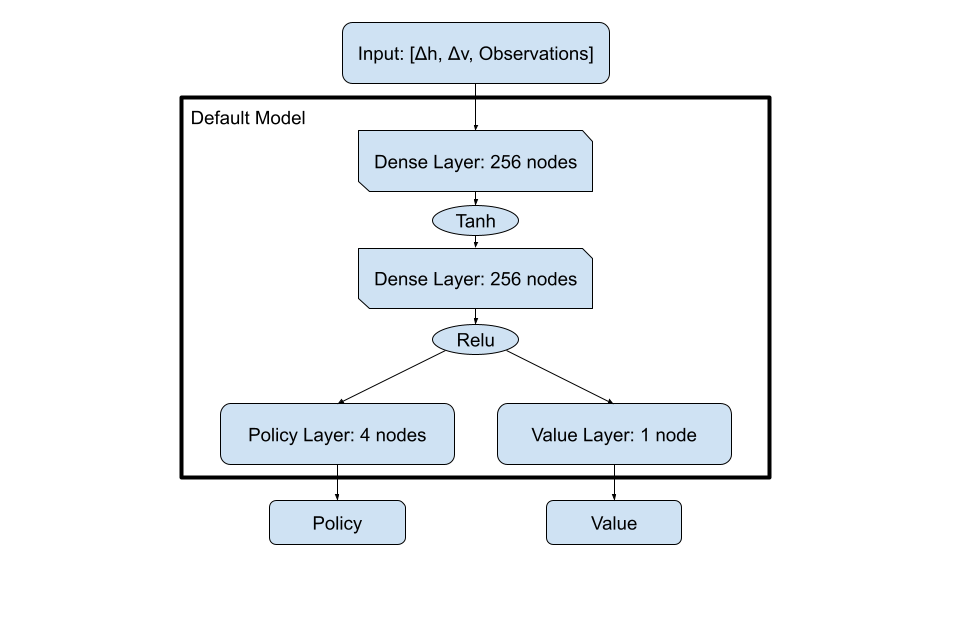 Input: [Δh, Δv, Observations]
Default Model
Dense Layer: 256 nodes
Tanh
Dense Layer: 256 nodes
Relu
Policy Layer: 4 nodes
Value Layer: 1 node
Policy
Value